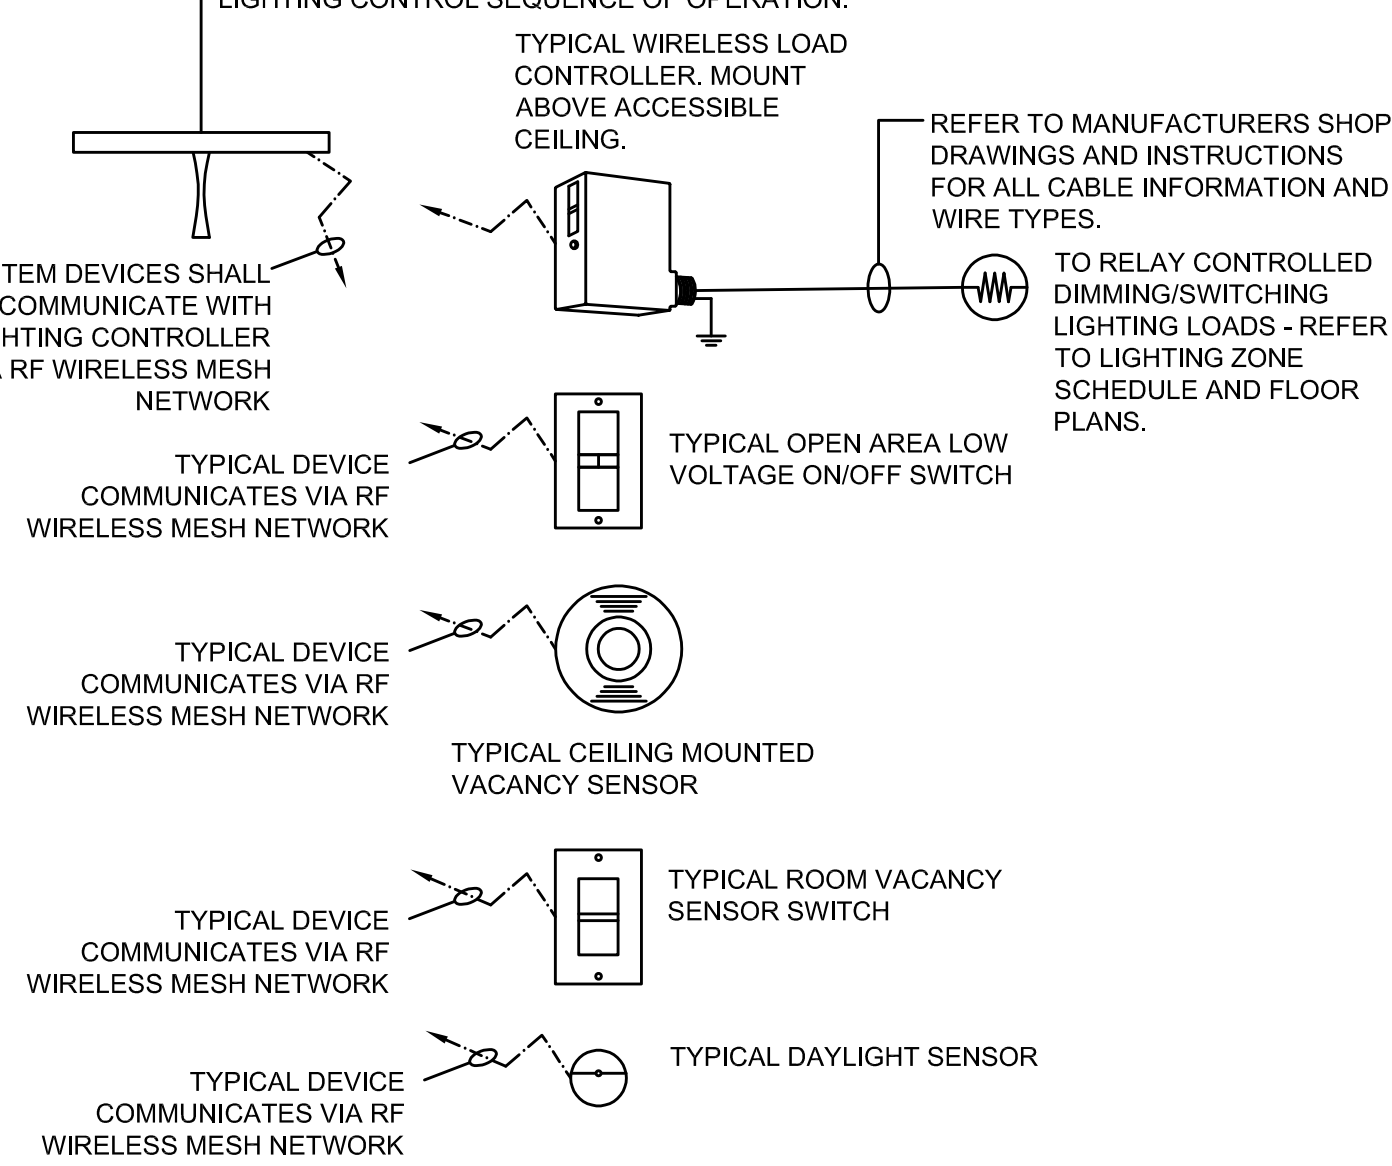 LIGHTING CONTROL SEQUENCE OF OPERATION.
TYPICAL WIRELESS LOAD
CONTROLLER. MOUNT
ABOVE ACCESSIBLE
CEILING.
REFER TO MANUFACTURERS SHOP
DRAWINGS AND INSTRUCTIONS
FOR ALL CABLE INFORMATION AND
WIRE TYPES.
TO RELAY CONTROLLED
DIMMING/SWITCHING
LIGHTING LOADS - REFER
TO LIGHTING ZONE
SCHEDULE AND FLOOR
PLANS.
TEM DEVICES SHALL
COMMUNICATE WITH
HTING CONTROLLER
RF WIRELESS MESH
NETWORK
TYPICAL OPEN AREA LOW
VOLTAGE ON/OFF SWITCH
TYPICAL DEVICE
COMMUNICATES VIA RF
WIRELESS MESH NETWORK
TYPICAL DEVICE
COMMUNICATES VIA RF
WIRELESS MESH NETWORK
TYPICAL CEILING MOUNTED
VACANCY SENSOR
TYPICAL ROOM VACANCY
SENSOR SWITCH
TYPICAL DEVICE
COMMUNICATES VIA RF
WIRELESS MESH NETWORK
TYPICAL DAYLIGHT SENSOR
TYPICAL DEVICE
COMMUNICATES VIA RF
WIRELESS MESH NETWORK